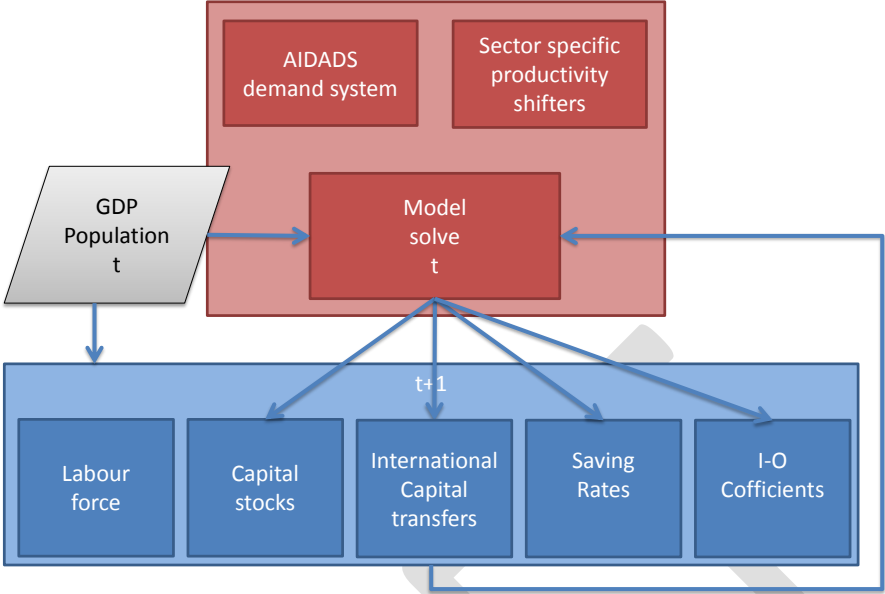 AIDADS
demand system
Sector specific
productivity
shifters
GDP
Population
t
Model
solve
t
t+1
Labour
force
Capital
stocks
International
Capital
transfers
Saving
Rates
I-O
Cofficients